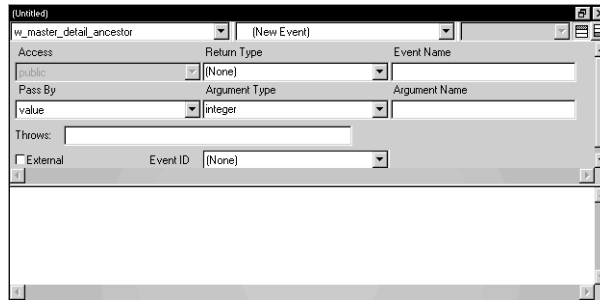 (Untitled)
w_master_detail_ancestor (New Event)
Access Return Type Event Name
public (None)
Pass By Argument Type Argument Name
value integer
Throws:
External Event ID (None)